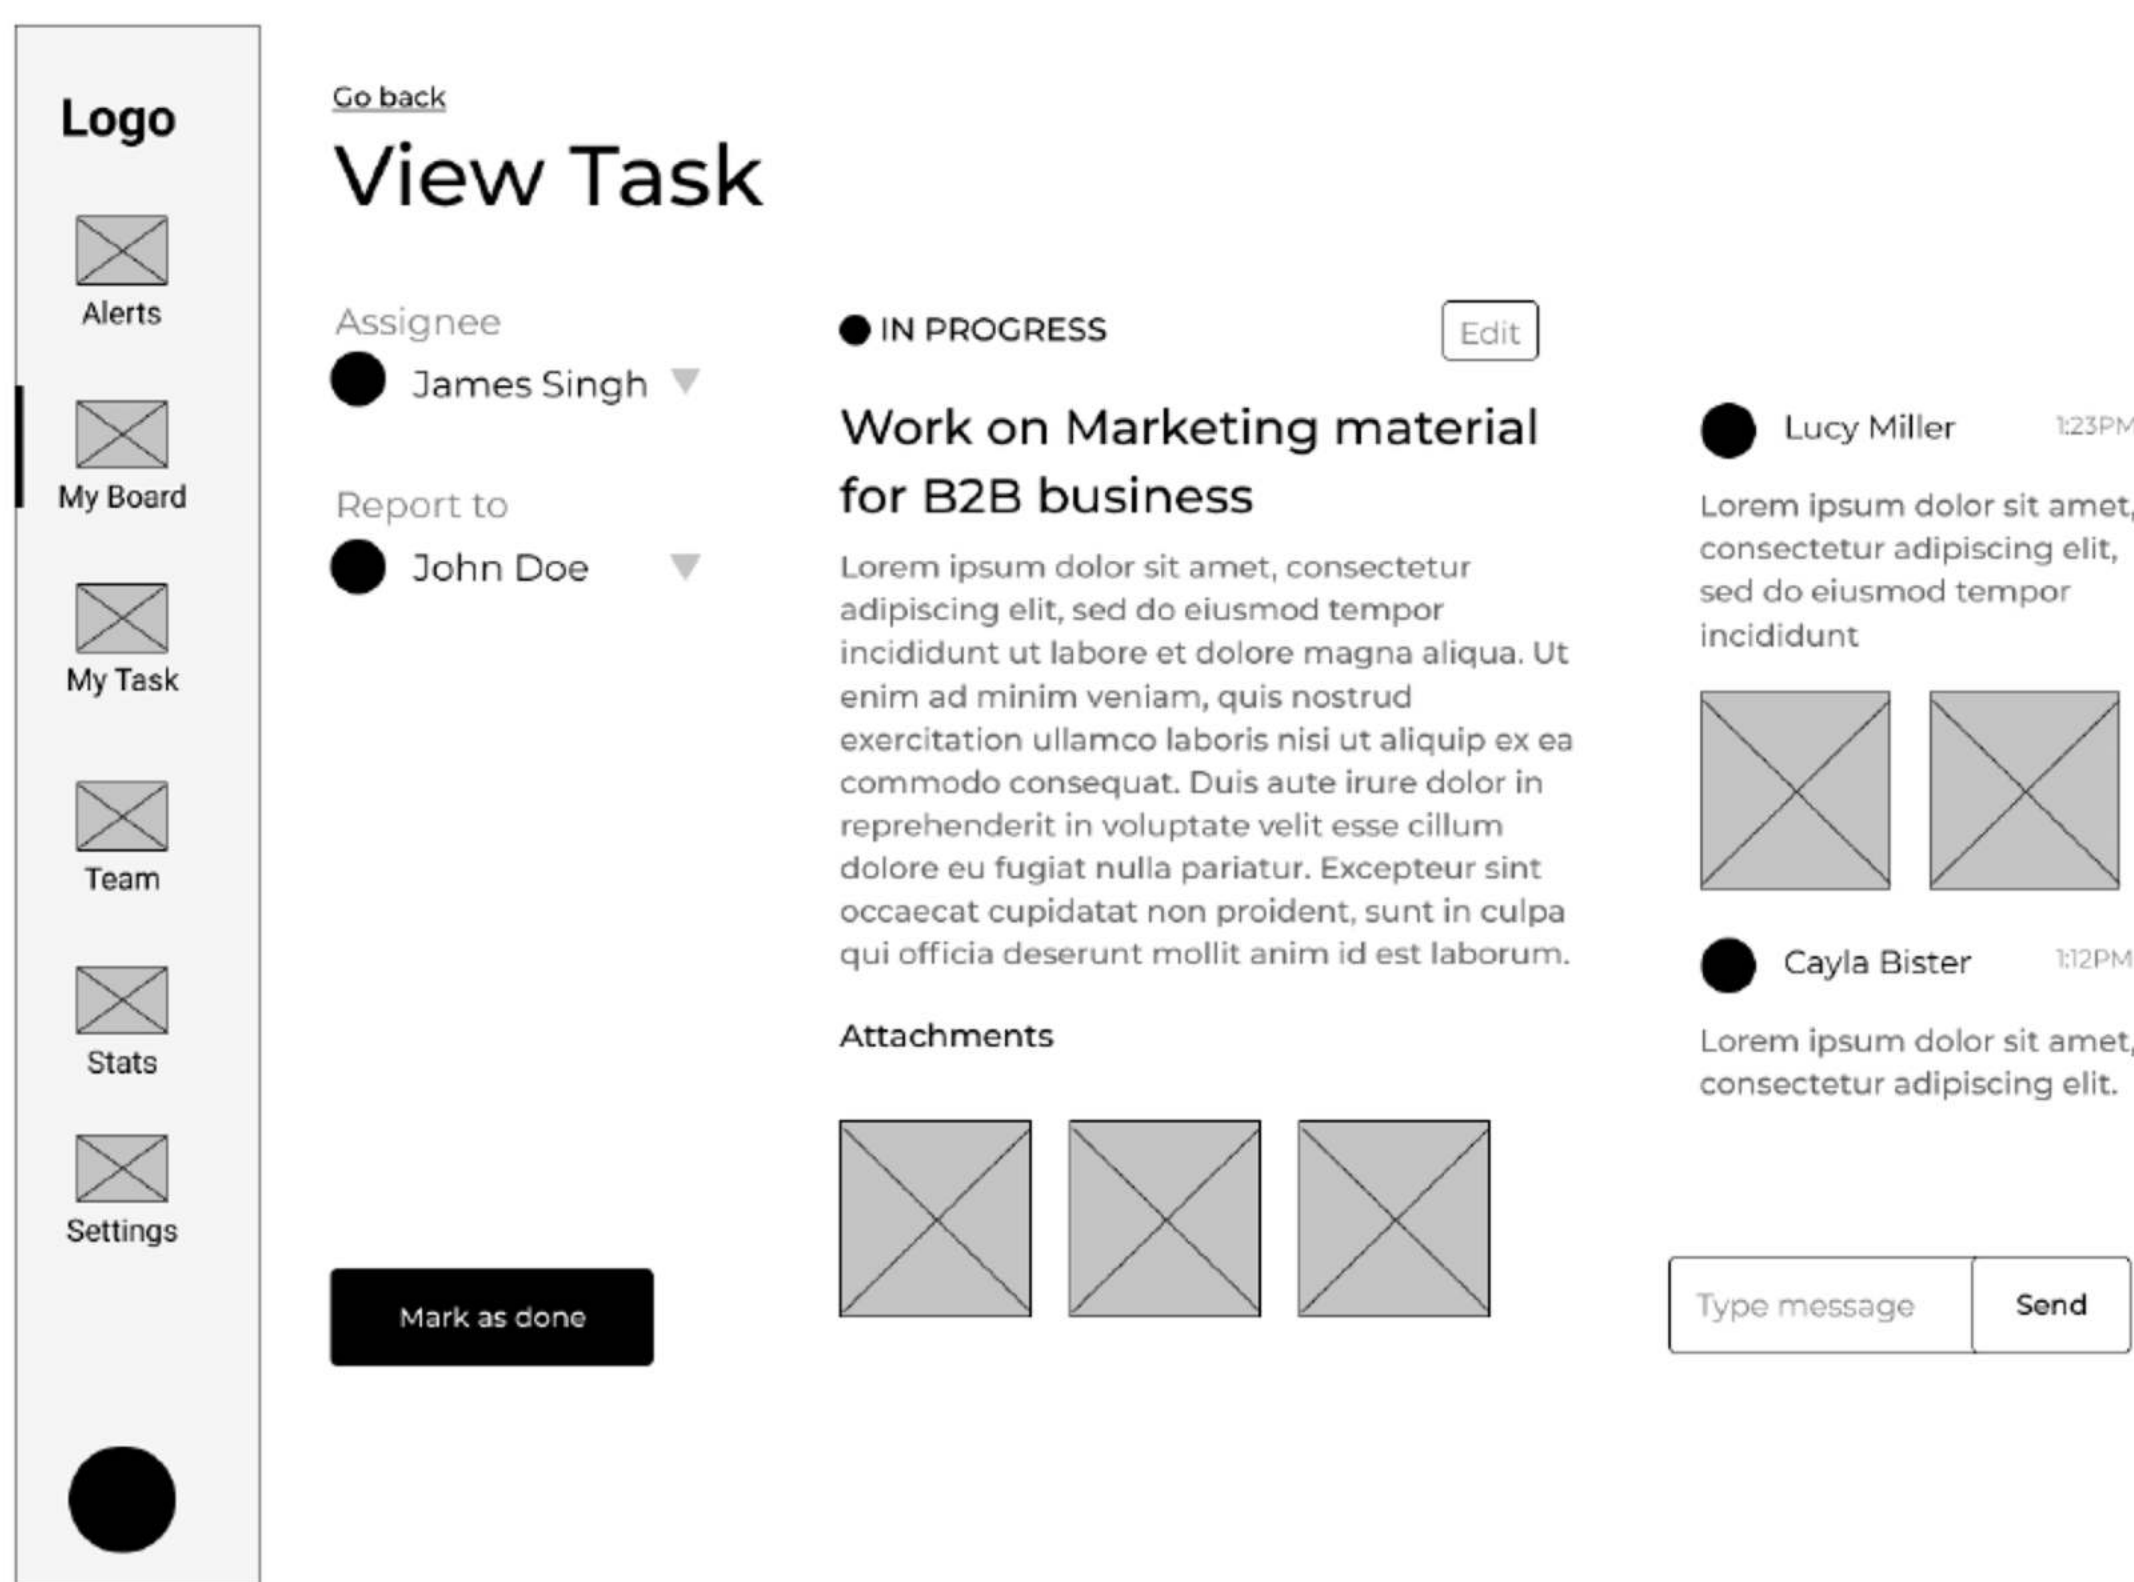 Logo
Alerts
My Board
My Task
Team
Stats
Settings
Go back
View Task
Assignee
James Singh
Report to
John Doe
Mark as done
IN PROGRESS
Edit
Work on Marketing material
for B2B business
Lorem ipsum dolor sit amet, consectetur
adipiscing elit, sed do eiusmod tempor
incididunt ut labore et dolore magna aliqua. Ut
enim ad minim veniam, quis nostrud
exercitation ullamco laboris nisi ut aliquip ex ea
commodo consequat. Duis aute irure dolor in
reprehenderit in voluptate velit esse cillum
dolore eu fugiat nulla pariatur. Excepteur sint
occaecat cupidatat non proident, sunt in culpa
qui officia deserunt mollit anim id est laborum.
Attachments
Lucy Miller 1:23PM
Lorem ipsum dolor sit amet,
consectetur adipiscing elit,
sed do eiusmod tempor
incididunt
Cayla Bister 1:12PM
Lorem ipsum dolor sit amet,
consectetur adipiscing elit.
Type message
Send